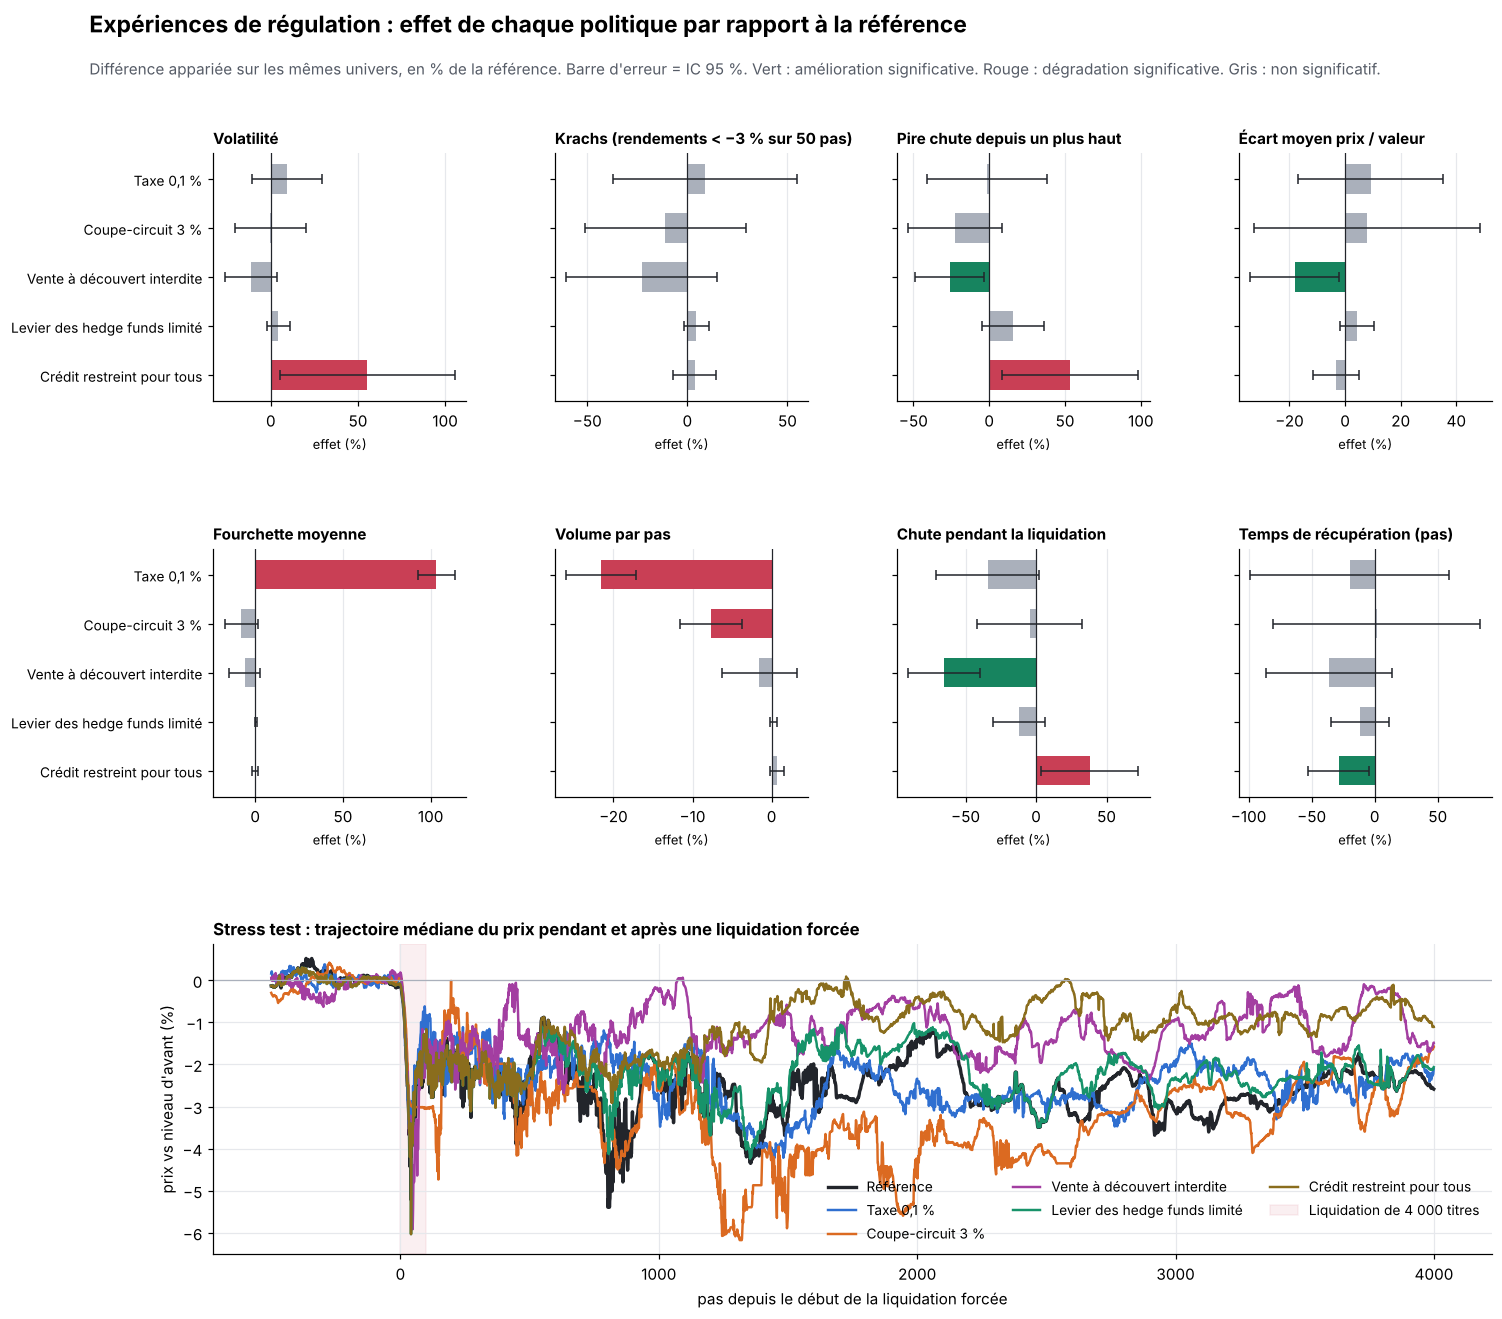 Expériences de régulation : effet de chaque politique par rapport à la référence
Différence appariée sur les mêmes univers, en % de la référence. Barre d'erreur = IC 95 %. Vert : amélioration significative. Rouge : dégradation significative. Gris : non significatif.
Volatilité
Krachs (rendements < −3 % sur 50 pas)
Pire chute depuis un plus haut
Écart moyen prix / valeur
Taxe 0,1 %
Coupe-circuit 3 %
Vente à découvert interdite
Levier des hedge funds limité
Crédit restreint pour tous
0 50 100
−50 0 50
−50 0 50 100
−20 0 20 40
effet (%)
effet (%)
effet (%)
effet (%)
Fourchette moyenne
Volume par pas
Chute pendant la liquidation
Temps de récupération (pas)
Taxe 0,1 %
Coupe-circuit 3 %
Vente à découvert interdite
Levier des hedge funds limité
Crédit restreint pour tous
0 50 100
−20 −10 0
−50 0 50
−100 −50 0 50
effet (%)
effet (%)
effet (%)
effet (%)
Stress test : trajectoire médiane du prix pendant et après une liquidation forcée
prix vs niveau d'avant (%)
0
−1
−2
−3
−4
−5
−6
Référence
Taxe 0,1 %
Coupe-circuit 3 %
Vente à découvert interdite
Levier des hedge funds limité
Crédit restreint pour tous
Liquidation de 4 000 titres
0 1000 2000 3000 4000
pas depuis le début de la liquidation forcée